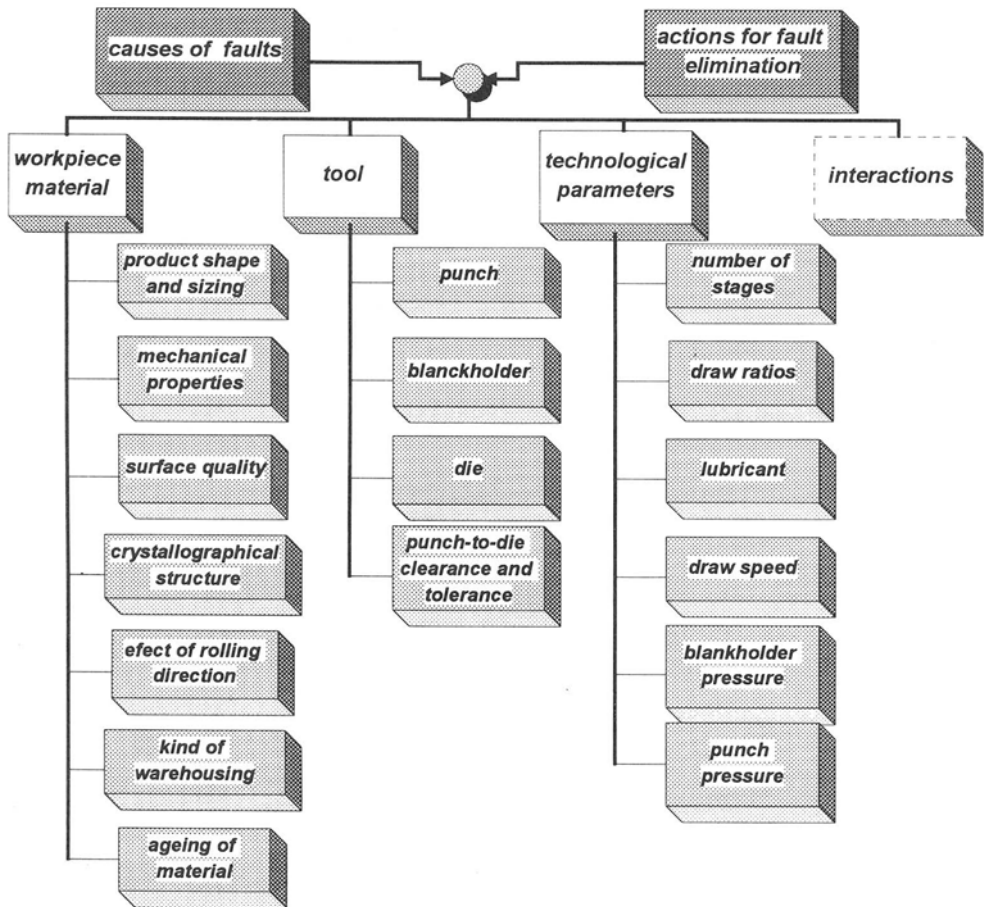 causes of faults
actions for fault
elimination
workpiece
material
tool
technological
parameters
interactions
product shape
and sizing
mechanical
properties
surface quality
crystallographical
structure
efect of rolling
direction
kind of
warehousing
ageing of
material
punch
blanckholder
die
punch-to-die
clearance and
tolerance
number of
stages
draw ratios
lubricant
draw speed
blankholder
pressure
punch
pressure